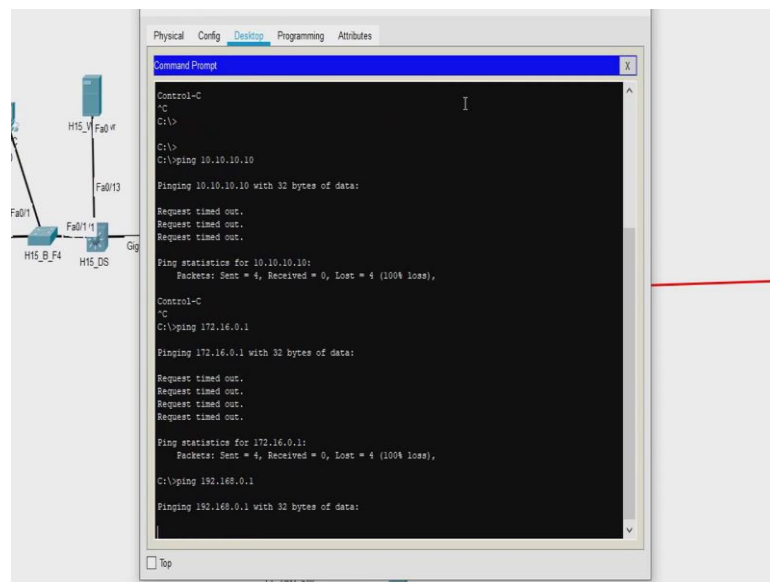 Physical Config Desktop Programming Attributes
Command Prompt X
Control-C
^C
C:\>
C:\>
C:\>ping 10.10.10.10
Pinging 10.10.10.10 with 32 bytes of data:
Request timed out.
Request timed out.
Request timed out.
Ping statistics for 10.10.10.10:
Packets: Sent = 4, Received = 0, Lost = 4 (100% loss),
Control-C
^C
C:\>ping 172.16.0.1
Pinging 172.16.0.1 with 32 bytes of data:
Request timed out.
Request timed out.
Request timed out.
Request timed out.
Ping statistics for 172.16.0.1:
Packets: Sent = 4, Received = 0, Lost = 4 (100% loss),
C:\>ping 192.168.0.1
Pinging 192.168.0.1 with 32 bytes of data:
Top
Fa0/13
Fa0/1
H15_B_F4
H15_DS
Gig